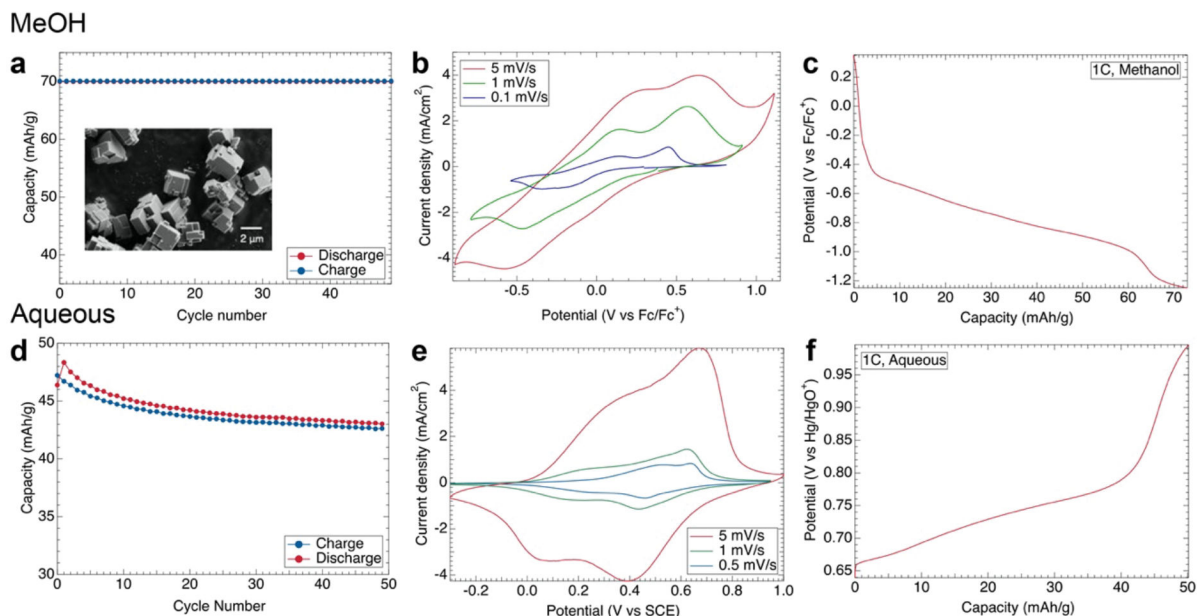 MeOH
a
Capacity (mAh/g)
70
60
50
40
0
10
20
30
40
Cycle number
2 µm
Discharge
Charge
b
Current density (mA/cm²)
4
2
0
-2
-4
-0.5
0.0
0.5
1.0
Potential (V vs Fc/Fc⁺)
5 mV/s
1 mV/s
0.1 mV/s
c
Potential (V vs Fc/Fc⁺)
0.2
0.0
-0.2
-0.4
-0.6
-0.8
-1.0
-1.2
0
10
20
30
40
50
60
70
Capacity (mAh/g)
1C, Methanol
Aqueous
d
Capacity (mAh/g)
50
45
40
35
30
0
10
20
30
40
50
Cycle Number
Charge
Discharge
e
Current density (mA/cm²)
4
2
0
-2
-4
-0.2
0.0
0.2
0.4
0.6
0.8
1.0
Potential (V vs SCE)
5 mV/s
1 mV/s
0.5 mV/s
f
Potential (V vs Hg/HgO⁺)
0.95
0.90
0.85
0.80
0.75
0.70
0.65
0
10
20
30
40
50
Capacity (mAh/g)
1C, Aqueous